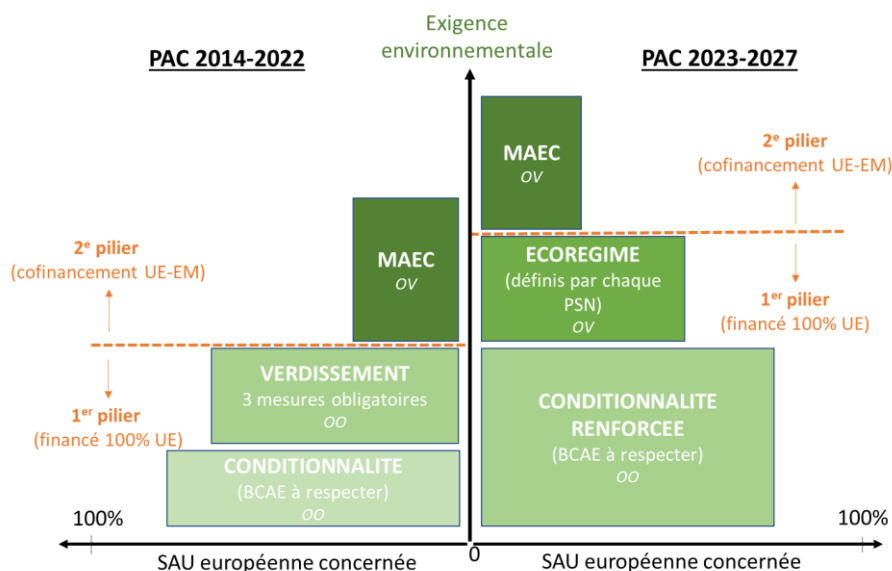 Exigence
environnementale
PAC 2014-2022
PAC 2023-2027
2e pilier
(cofinancement UE-EM)
1er pilier
(financé 100% UE)
MAEC
OV
VERDISSEMENT
3 mesures obligatoires
OO
CONDITIONNALITE
(BCAE à respecter)
OO
MAEC
OV
ECOREGIME
(définis par chaque
PSN)
OV
CONDITIONNALITE
RENFORCEE
(BCAE à respecter)
OO
2e pilier
(cofinancement UE-EM)
1er pilier
(financé 100% UE)
100%
0
100%
SAU européenne concernée
SAU européenne concernée